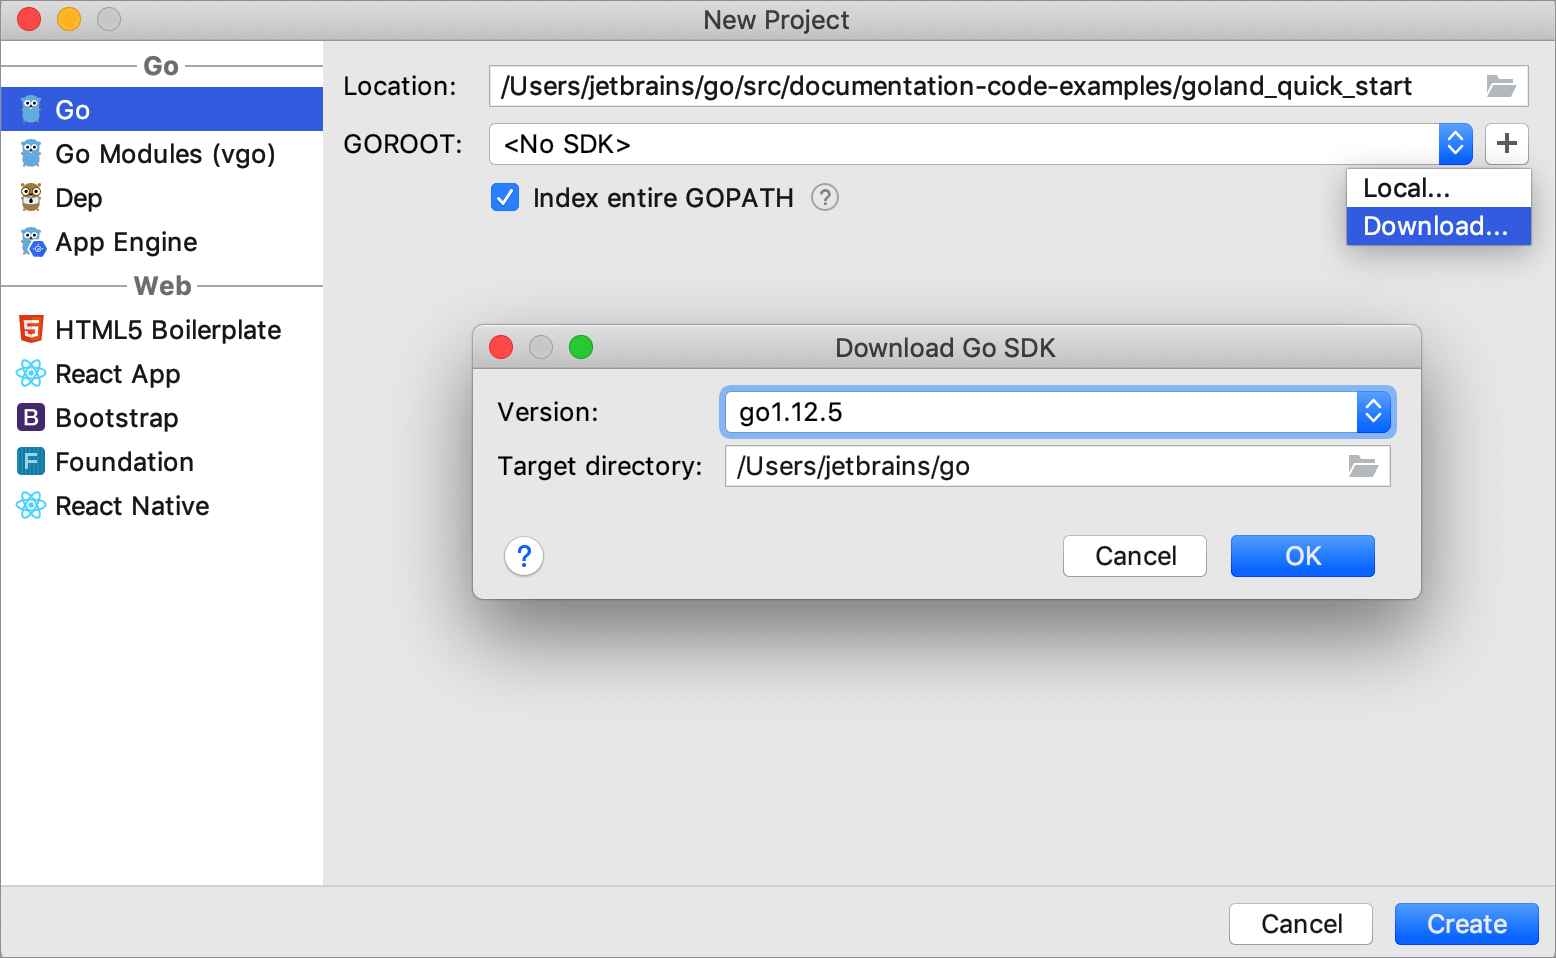 New Project
Go
Go
Go Modules (vgo)
Dep
App Engine
Web
HTML5 Boilerplate
React App
Bootstrap
Foundation
React Native
Location: /Users/jetbrains/go/src/documentation-code-examples/goland_quick_start
GOROOT: <No SDK>
Index entire GOPATH ?
Local...
Download...
Download Go SDK
Version: go1.12.5
Target directory: /Users/jetbrains/go
? Cancel OK
Cancel Create